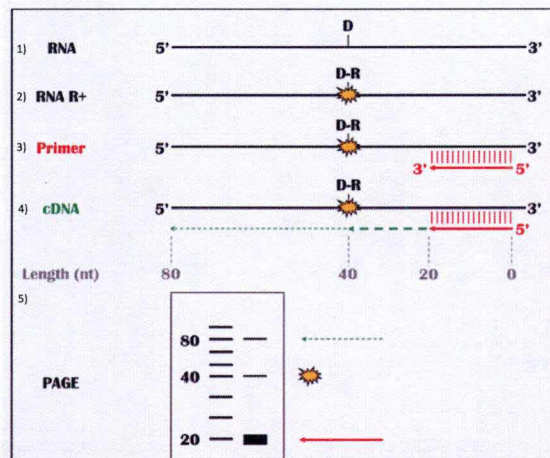 D
1) RNA 5' 3'
D-R
2) RNA R+ 5' 3'
D-R
3) Primer 5' 3'
3' 5'
D-R
4) cDNA 5' 3'
5'
Length (nt) 80 40 20 0
5)
80
PAGE 40
20